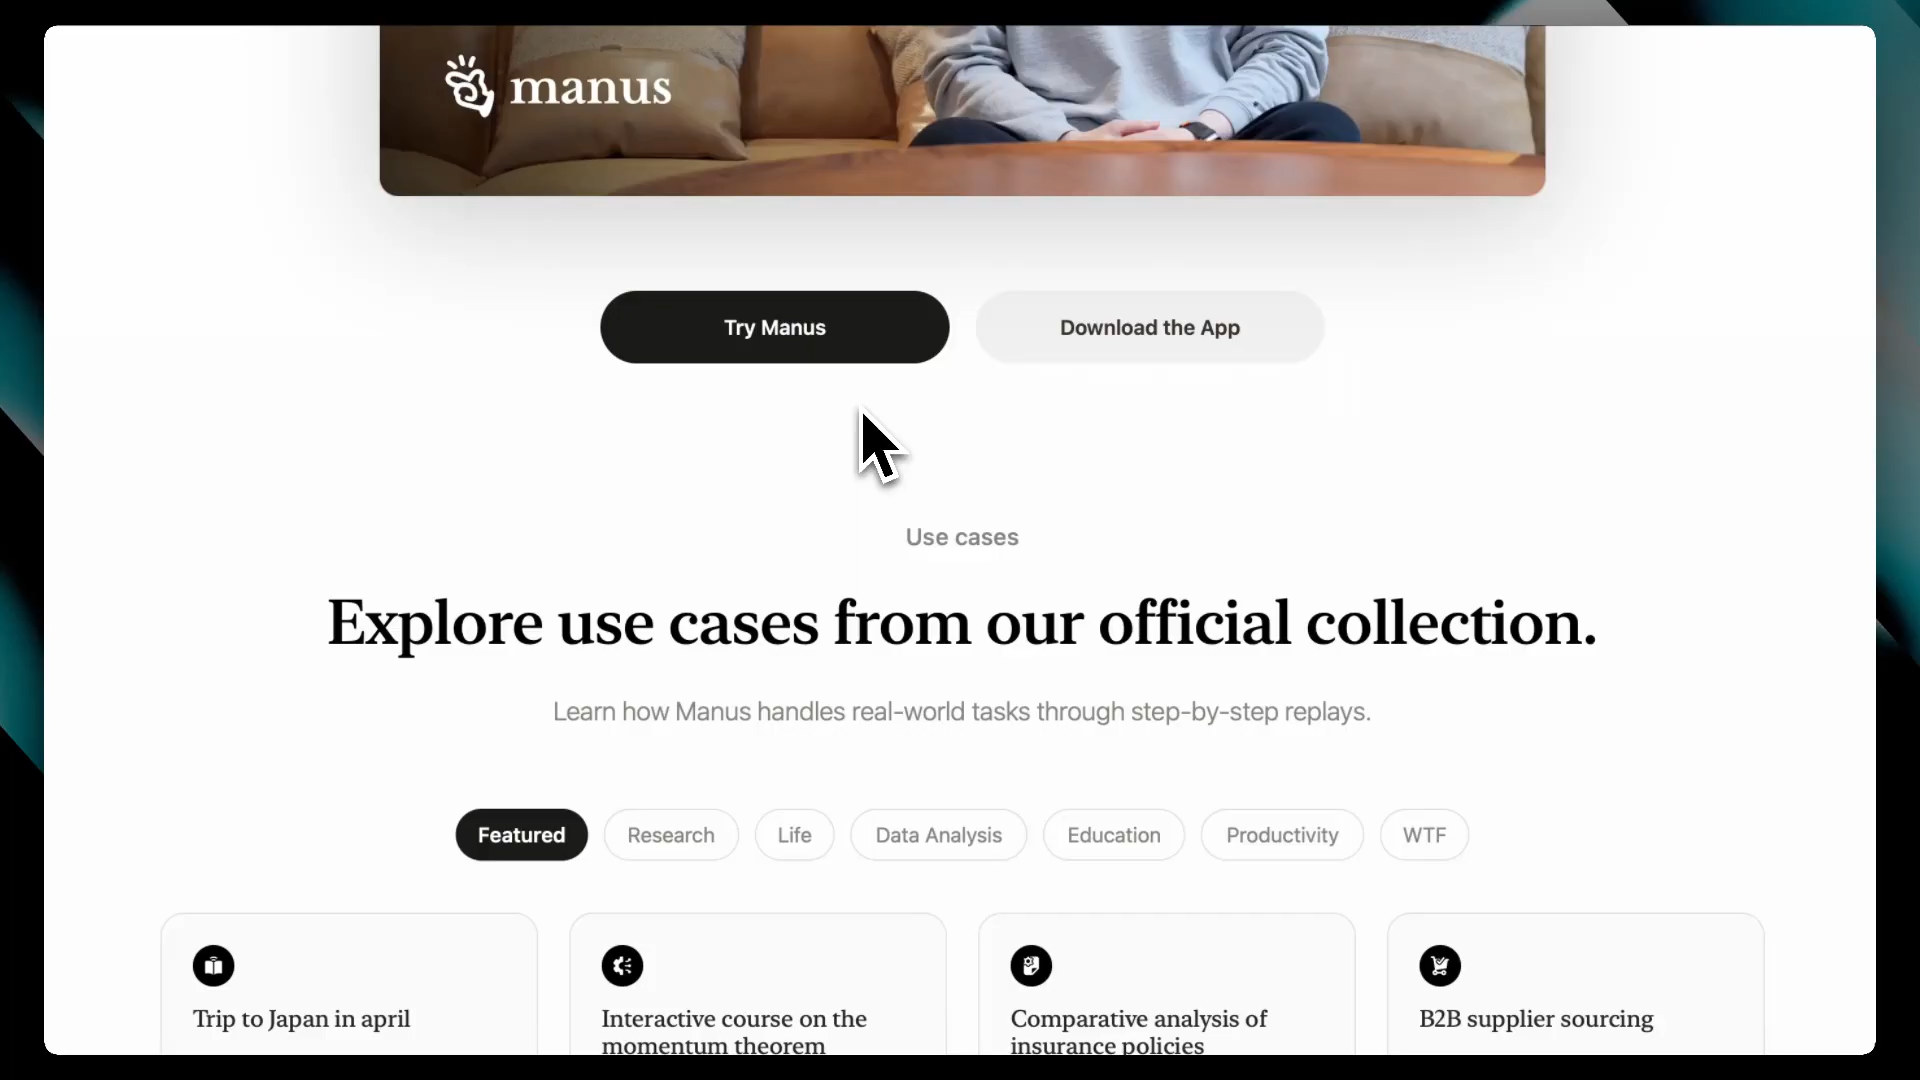 manus
Try Manus
Download the App
Use cases
Explore use cases from our official collection.
Learn how Manus handles real-world tasks through step-by-step replays.
Featured
Research
Life
Data Analysis
Education
Productivity
WTF
Trip to Japan in april
Interactive course on the
momentum theorem
Comparative analysis of
insurance policies
B2B supplier sourcing